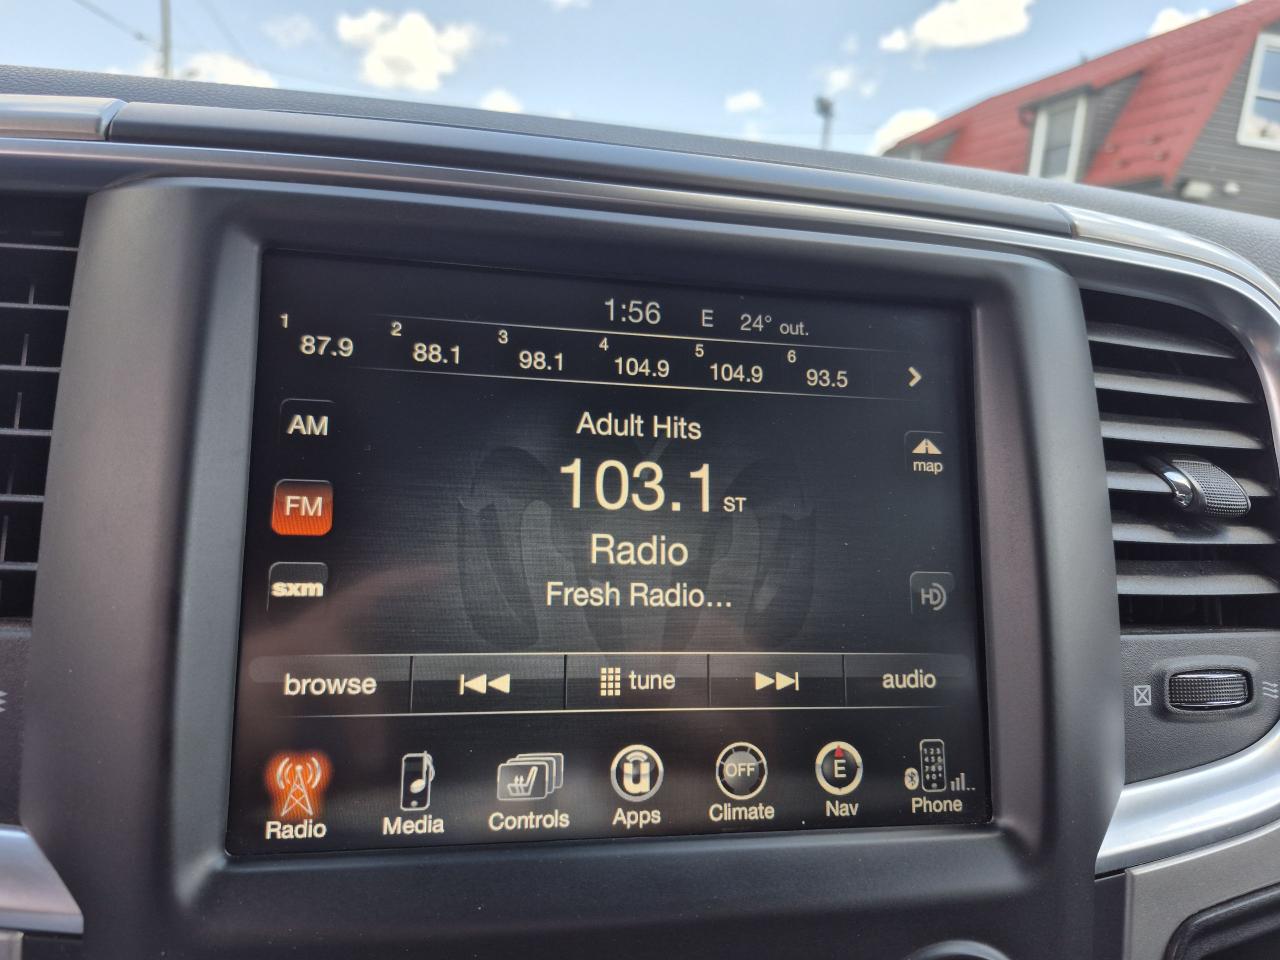 1:56 E 24° out.
1 87.9 2 88.1 3 98.1 4 104.9 5 104.9 6 93.5
AM
Adult Hits
map
103.1 ST
FM
Radio
Fresh Radio...
sxm
HD
browse tune audio
OFF E
Radio Media Controls Apps Climate Nav Phone